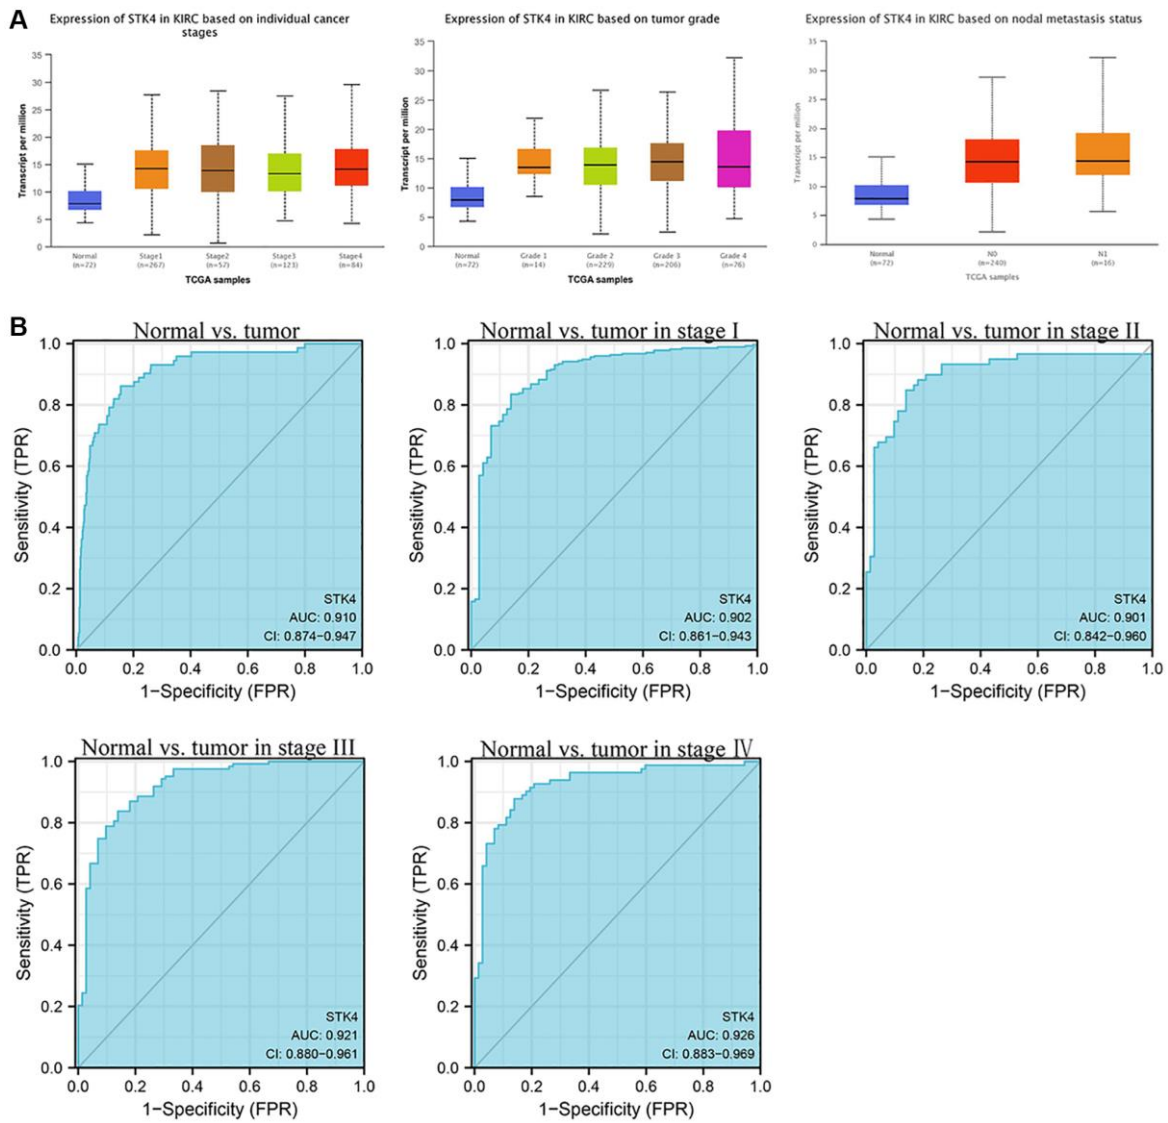 A
Expression of STK4 in KIRC based on individual cancer
stages
Transcript per million
35
30
25
20
15
10
5
0
Normal
(n=72)
Stage1
(n=267)
Stage2
(n=57)
Stage3
(n=123)
Stage4
(n=84)
TCGA samples
Expression of STK4 in KIRC based on tumor grade
Transcript per million
35
30
25
20
15
10
5
0
Normal
(n=72)
Grade 1
(n=14)
Grade 2
(n=229)
Grade 3
(n=206)
Grade 4
(n=76)
TCGA samples
Expression of STK4 in KIRC based on nodal metastasis status
Transcript per million
35
30
25
20
15
10
5
0
Normal
(n=72)
N0
(n=240)
N1
(n=16)
TCGA samples
B
Normal vs. tumor
Sensitivity (TPR)
1.0
0.8
0.6
0.4
0.2
0.0
STK4
AUC: 0.910
CI: 0.874−0.947
0.0 0.2 0.4 0.6 0.8 1.0
1−Specificity (FPR)
Normal vs. tumor in stage I
Sensitivity (TPR)
1.0
0.8
0.6
0.4
0.2
0.0
STK4
AUC: 0.902
CI: 0.861−0.943
0.0 0.2 0.4 0.6 0.8 1.0
1−Specificity (FPR)
Normal vs. tumor in stage II
Sensitivity (TPR)
1.0
0.8
0.6
0.4
0.2
0.0
STK4
AUC: 0.901
CI: 0.842−0.960
0.0 0.2 0.4 0.6 0.8 1.0
1−Specificity (FPR)
Normal vs. tumor in stage III
Sensitivity (TPR)
1.0
0.8
0.6
0.4
0.2
0.0
STK4
AUC: 0.921
CI: 0.880−0.961
0.0 0.2 0.4 0.6 0.8 1.0
1−Specificity (FPR)
Normal vs. tumor in stage Ⅳ
Sensitivity (TPR)
1.0
0.8
0.6
0.4
0.2
0.0
STK4
AUC: 0.926
CI: 0.883−0.969
0.0 0.2 0.4 0.6 0.8 1.0
1−Specificity (FPR)